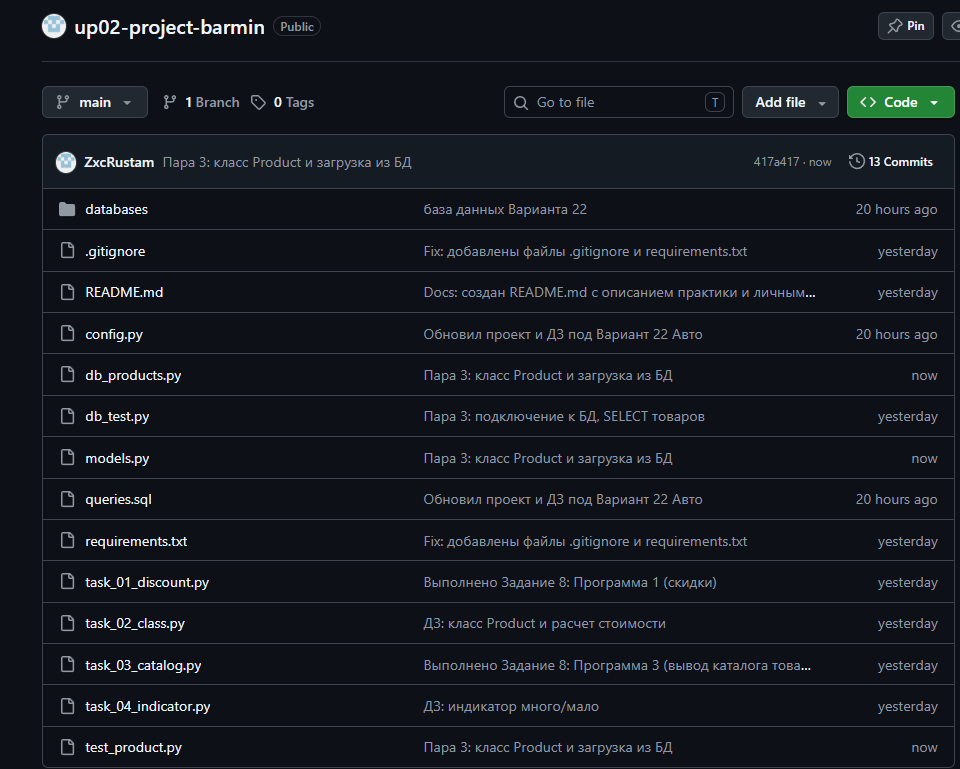 up02-project-barmin Public Pin
main 1 Branch 0 Tags Go to file T Add file Code
ZxcRustam Пара 3: класс Product и загрузка из БД 417a417 · now 13 Commits
databases база данных Варианта 22 20 hours ago
.gitignore Fix: добавлены файлы .gitignore и requirements.txt yesterday
README.md Docs: создан README.md с описанием практики и личным... yesterday
config.py Обновил проект и ДЗ под Вариант 22 Авто 20 hours ago
db_products.py Пара 3: класс Product и загрузка из БД now
db_test.py Пара 3: подключение к БД, SELECT товаров yesterday
models.py Пара 3: класс Product и загрузка из БД now
queries.sql Обновил проект и ДЗ под Вариант 22 Авто 20 hours ago
requirements.txt Fix: добавлены файлы .gitignore и requirements.txt yesterday
task_01_discount.py Выполнено Задание 8: Программа 1 (скидки) yesterday
task_02_class.py ДЗ: класс Product и расчет стоимости yesterday
task_03_catalog.py Выполнено Задание 8: Программа 3 (вывод каталога това... yesterday
task_04_indicator.py ДЗ: индикатор много/мало yesterday
test_product.py Пара 3: класс Product и загрузка из БД now